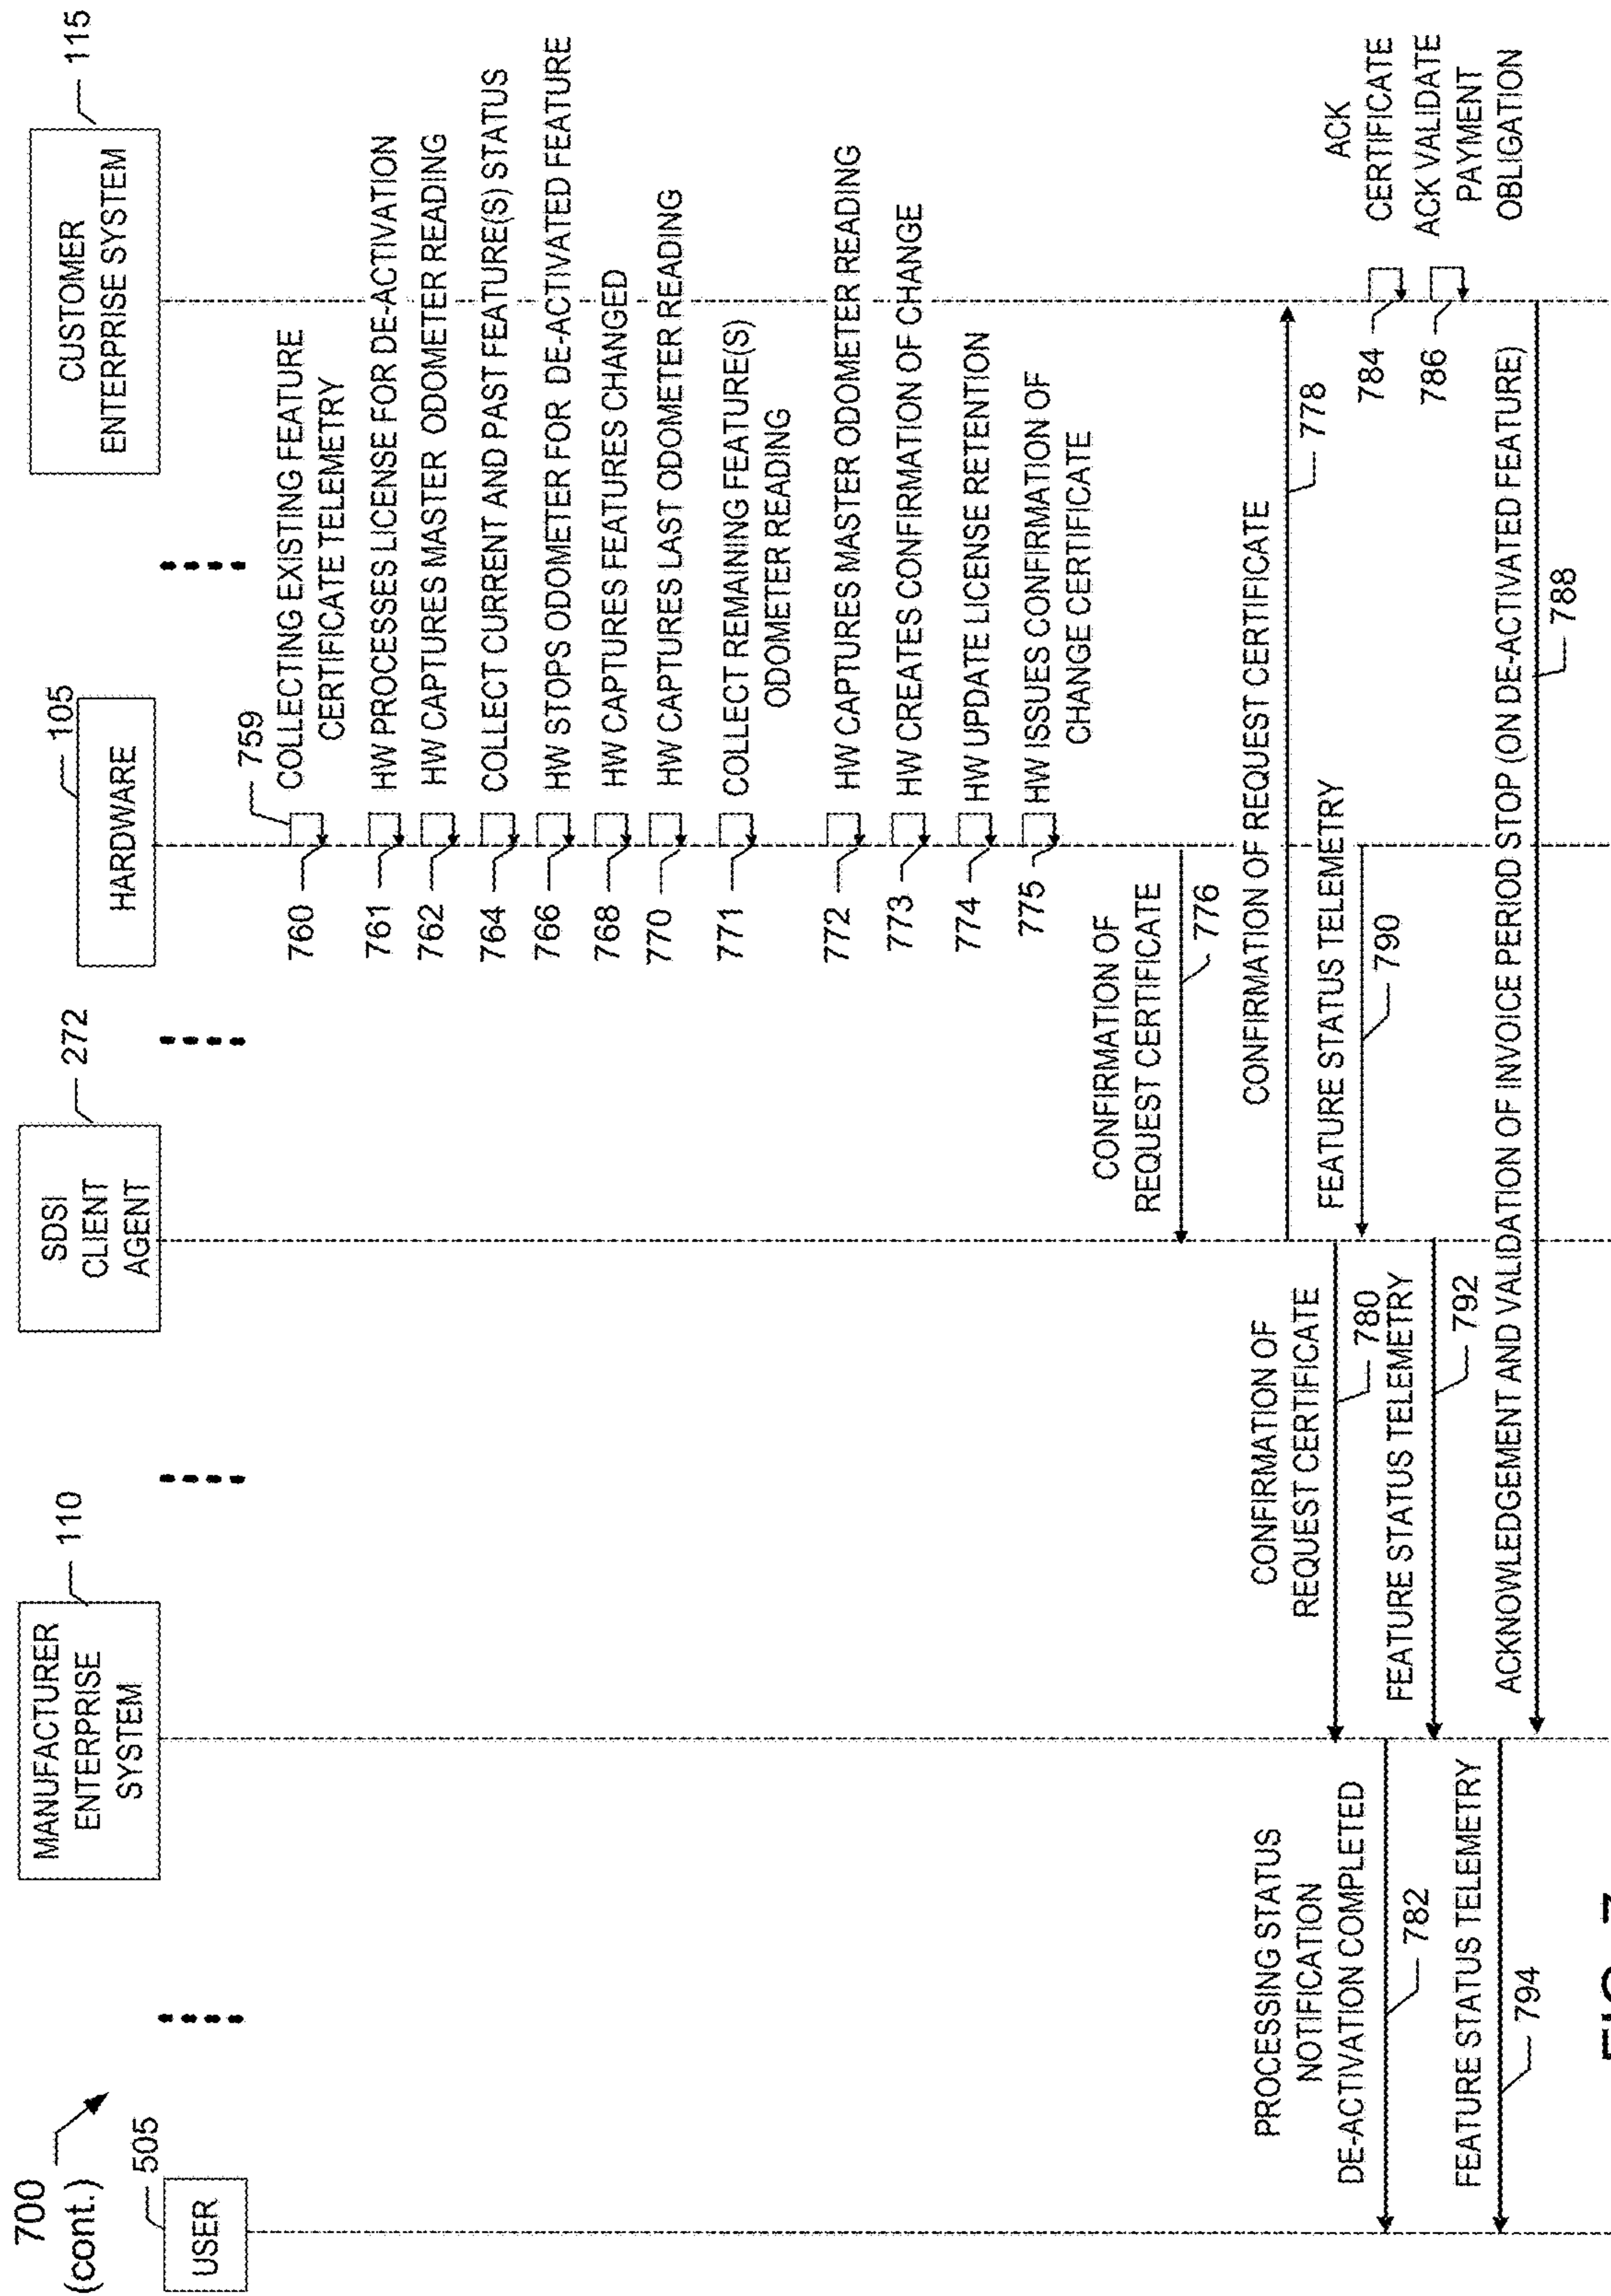 700
(cont.)
505
USER
110
MANUFACTURER
ENTERPRISE
SYSTEM
272
SDSI
CLIENT
AGENT
105
HARDWARE
115
CUSTOMER
ENTERPRISE SYSTEM
759
760
COLLECTING EXISTING FEATURE
CERTIFICATE TELEMETRY
761
HW PROCESSES LICENSE FOR DE-ACTIVATION
762
HW CAPTURES MASTER ODOMETER READING
764
COLLECT CURRENT AND PAST FEATURE(S) STATUS
766
HW STOPS ODOMETER FOR DE-ACTIVATED FEATURE
768
HW CAPTURES FEATURES CHANGED
770
HW CAPTURES LAST ODOMETER READING
771
COLLECT REMAINING FEATURE(S)
ODOMETER READING
772
HW CAPTURES MASTER ODOMETER READING
773
HW CREATES CONFIRMATION OF CHANGE
774
HW UPDATE LICENSE RETENTION
775
HW ISSUES CONFIRMATION OF
CHANGE CERTIFICATE
CONFIRMATION OF
REQUEST CERTIFICATE
776
CONFIRMATION OF REQUEST CERTIFICATE
778
CONFIRMATION OF
REQUEST CERTIFICATE
780
PROCESSING STATUS
NOTIFICATION
DE-ACTIVATION COMPLETED
782
FEATURE STATUS TELEMETRY
790
784
ACK
CERTIFICATE
786
ACK VALIDATE
PAYMENT
OBLIGATION
FEATURE STATUS TELEMETRY
792
FEATURE STATUS TELEMETRY
794
ACKNOWLEDGEMENT AND VALIDATION OF INVOICE PERIOD STOP (ON DE-ACTIVATED FEATURE)
788